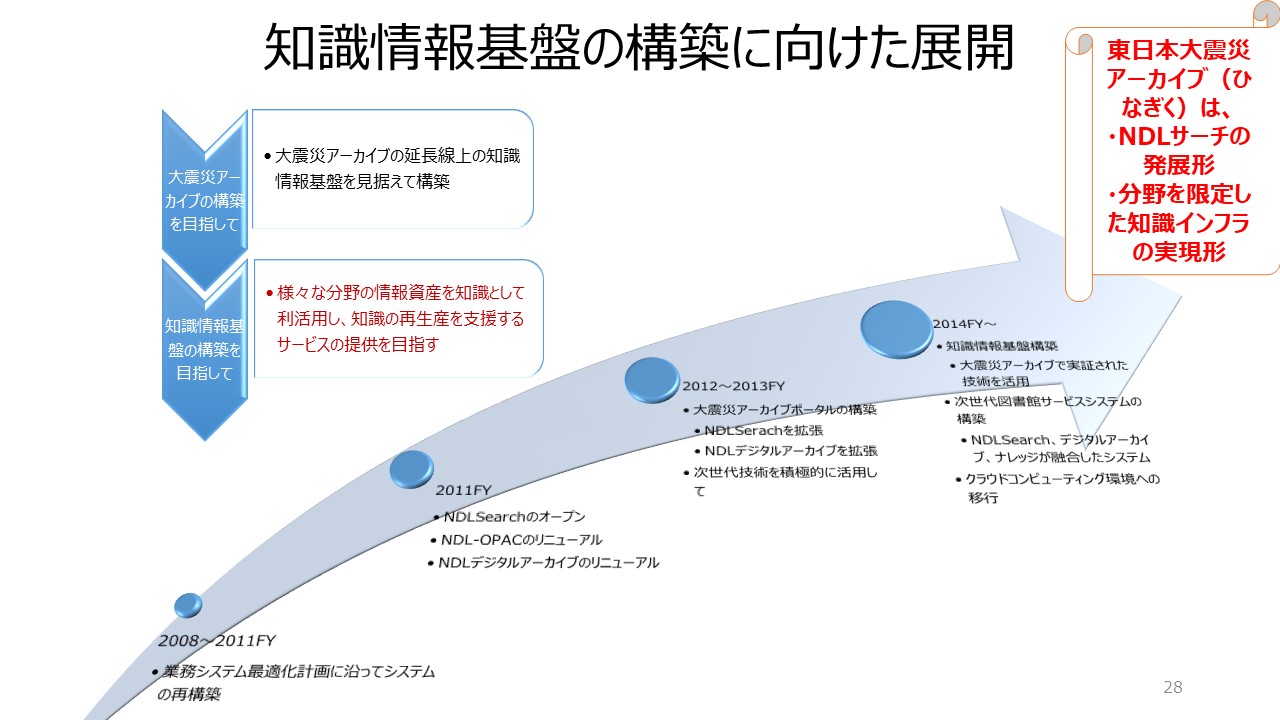 知識情報基盤の構築に向けた展開
東日本大震災
アーカイブ（ひ
なぎく）は、
・NDLサーチの
発展形
・分野を限定し
た知識インフラ
の実現形
大震災アー
カイブの構築
を目指して
• 大震災アーカイブの延長線上の知識
情報基盤を見据えて構築
知識情報基
盤の構築を
目指して
• 様々な分野の情報資産を知識として
利活用し、知識の再生産を支援する
サービスの提供を目指す
2008～2011FY
• 業務システム最適化計画に沿ってシステム
の再構築
2011FY
• NDLSearchのオープン
• NDL-OPACのリニューアル
• NDLデジタルアーカイブのリニューアル
2012～2013FY
• 大震災アーカイブポータルの構築
• NDLSerachを拡張
• NDLデジタルアーカイブを拡張
• 次世代技術を積極的に活用し
て
2014FY～
• 知識情報基盤構築
• 大震災アーカイブで実証された
技術を活用
• 次世代図書館サービスシステムの
構築
• NDLSearch、デジタルアーカイ
ブ、ナレッジが融合したシステム
• クラウドコンピューティング環境への
移行
28